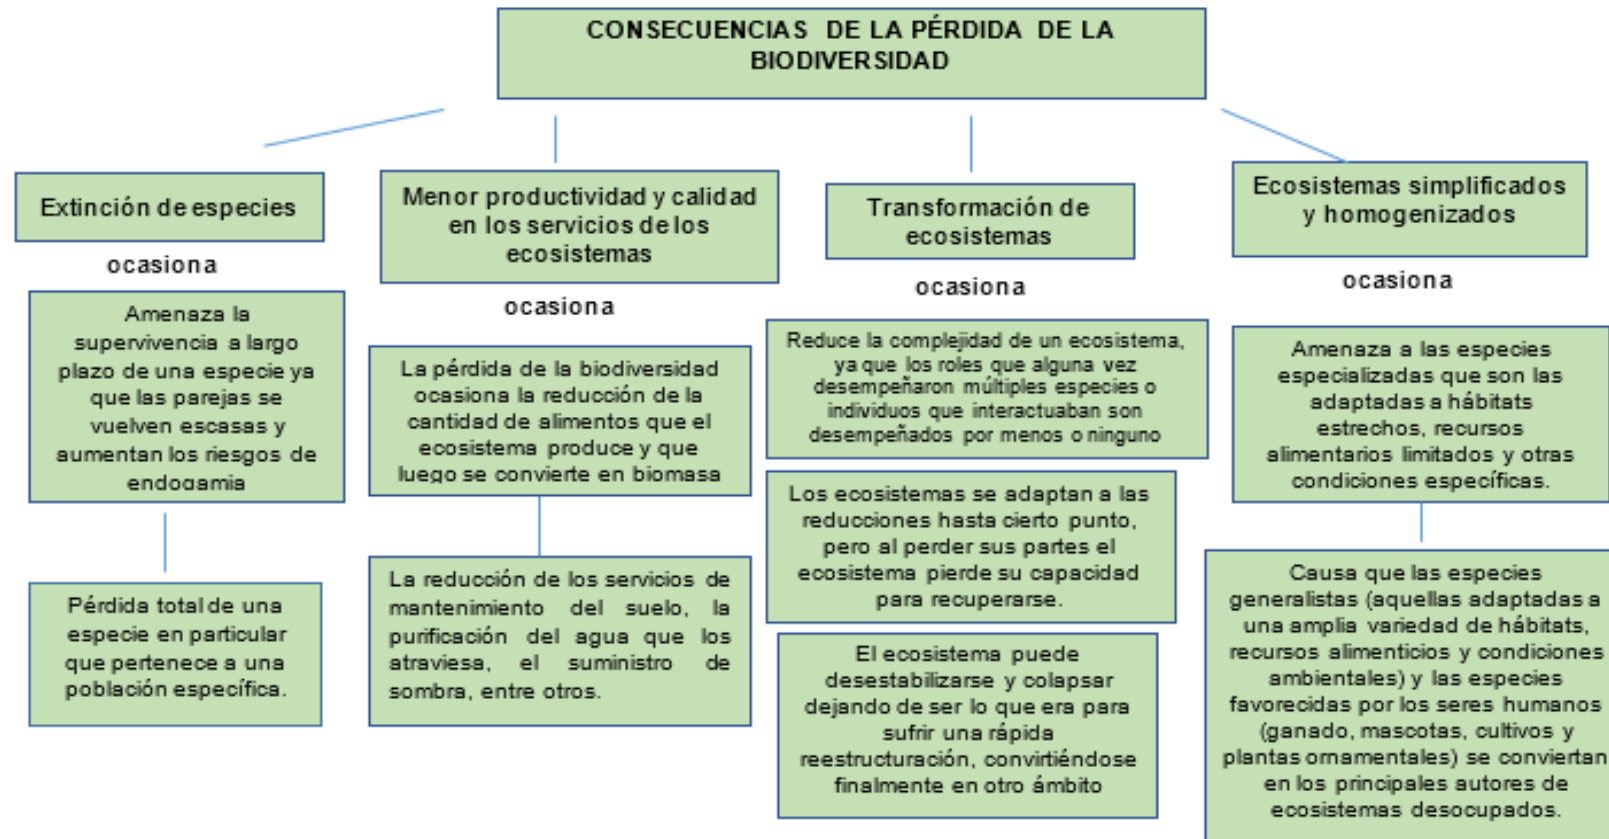 CONSECUENCIAS DE LA PÉRDIDA DE LA
BIODIVERSIDAD
Extinción de especies
ocasiona
Amenaza la
supervivencia a largo
plazo de una especie ya
que las parejas se
vuelven escasas y
aumentan los riesgos de
endogamia
Pérdida total de una
especie en particular
que pertenece a una
población específica.
Menor productividad y calidad
en los servicios de los
ecosistemas
ocasiona
La pérdida de la biodiversidad
ocasiona la reducción de la
cantidad de alimentos que el
ecosistema produce y que
luego se convierte en biomasa
La reducción de los servicios de
mantenimiento del suelo, la
purificación del agua que los
atraviesa, el suministro de
sombra, entre otros.
Transformación de
ecosistemas
ocasiona
Reduce la complejidad de un ecosistema,
ya que los roles que alguna vez
desempeñaron múltiples especies o
individuos que interactuaban son
desempeñados por menos o ninguno
Los ecosistemas se adaptan a las
reducciones hasta cierto punto,
pero al perder sus partes el
ecosistema pierde su capacidad
para recuperarse.
El ecosistema puede
desestabilizarse y colapsar
dejando de ser lo que era para
sufrir una rápida
reestructuración, convirtiéndose
finalmente en otro ámbito
Ecosistemas simplificados
y homogenizados
ocasiona
Amenaza a las especies
especializadas que son las
adaptadas a hábitats
estrechos, recursos
alimentarios limitados y otras
condiciones específicas.
Causa que las especies
generalistas (aquellas adaptadas a
una amplia variedad de hábitats,
recursos alimenticios y condiciones
ambientales) y las especies
favorecidas por los seres humanos
(ganado, mascotas, cultivos y
plantas ornamentales) se conviertan
en los principales autores de
ecosistemas desocupados.